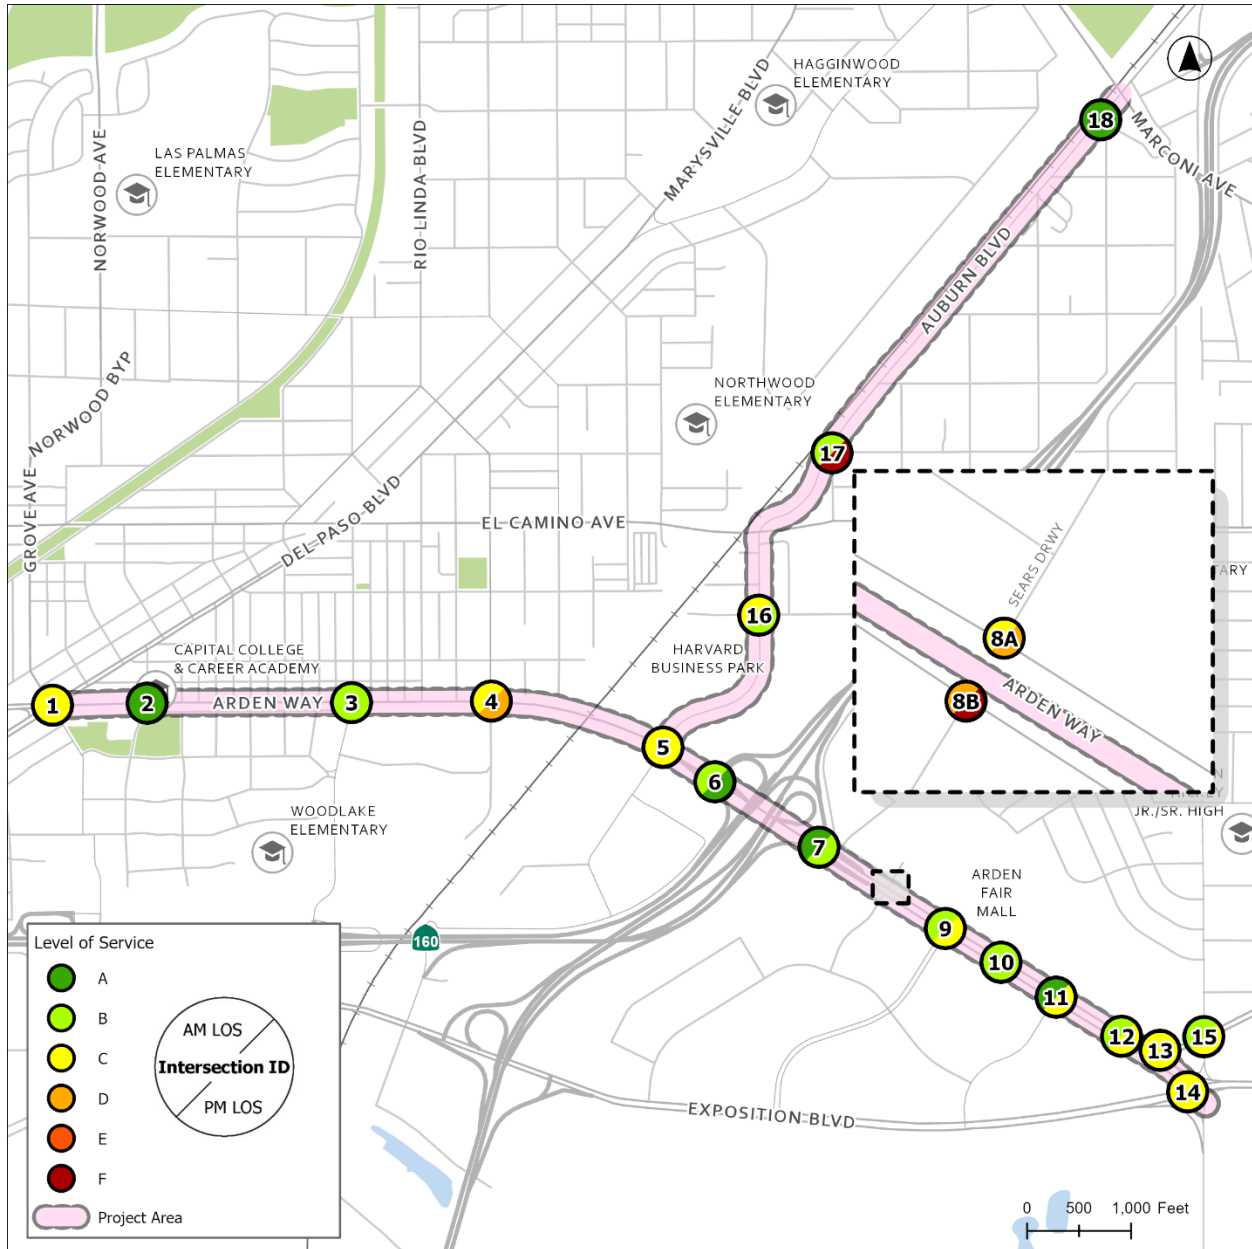 HAGGINWOOD
ELEMENTARY
MARYSVILLE BLVD
18
MARCONI AVE
LAS PALMAS
ELEMENTARY
NORWOOD AVE
RIO LINDA BLVD
AUBURN BLVD
NORWOOD BYP
NORTHWOOD
ELEMENTARY
17
GROVE AVE
DEL PASO BLVD
EL CAMINO AVE
SEARS DRWY
TARY
8A
16
HARVARD
BUSINESS PARK
CAPITAL COLLEGE
& CAREER ACADEMY
1
2
ARDEN WAY
3
4
8B
ARDEN WAY
5
6
JR./SR. HIGH
WOODLAKE
ELEMENTARY
7
ARDEN
FAIR
MALL
9
160
10
11
12
13
15
14
EXPOSITION BLVD
Level of Service
A
B
C
D
E
F
AM LOS
Intersection ID
PM LOS
Project Area
0 500 1,000 Feet